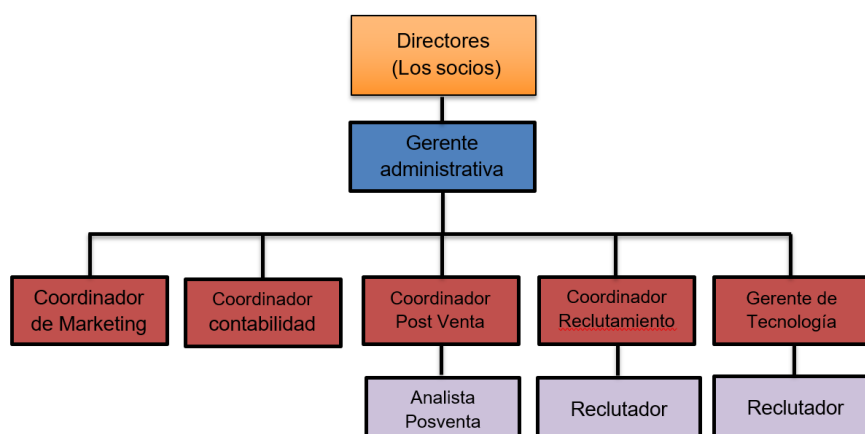 Directores
(Los socios)
Gerente
administrativa
Coordinador
de Marketing
Coordinador
contabilidad
Coordinador
Post Venta
Coordinador
Reclutamiento
Gerente de
Tecnología
Analista
Posventa
Reclutador
Reclutador